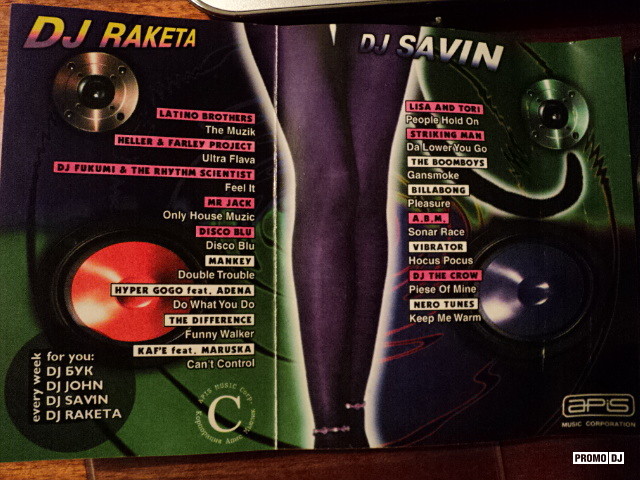 DJ RAKETA
LATINO BROTHERS
The Muzik
HELLER & FARLEY PROJECT
Ultra Flava
DJ FUKUMI & THE RHYTHM SCIENTIST
Feel It
MR JACK
Only House Muzic
DISCO BLU
Disco Blu
MANKEY
Double Trouble
HYPER GOGO feat. ADENA
Do What You Do
THE DIFFERENCE
Funny Walker
KAF'E feat. MARUSKA
Can't Control
every week
for you:
DJ БУК
DJ JOHN
DJ SAVIN
DJ RAKETA
APIS MUSIC Corp.
C
DJ SAVIN
LISA AND TORI
People Hold On
STRIKING MAN
Da Lower You Go
THE BOOMBOYS
Gansmoke
BILLABONG
Pleasure
A.B.M.
Sonar Race
VIBRATOR
Hocus Pocus
DJ THE CROW
Piese Of Mine
NERO TUNES
Keep Me Warm
APIS
MUSIC CORPORATION
PROMO DJ